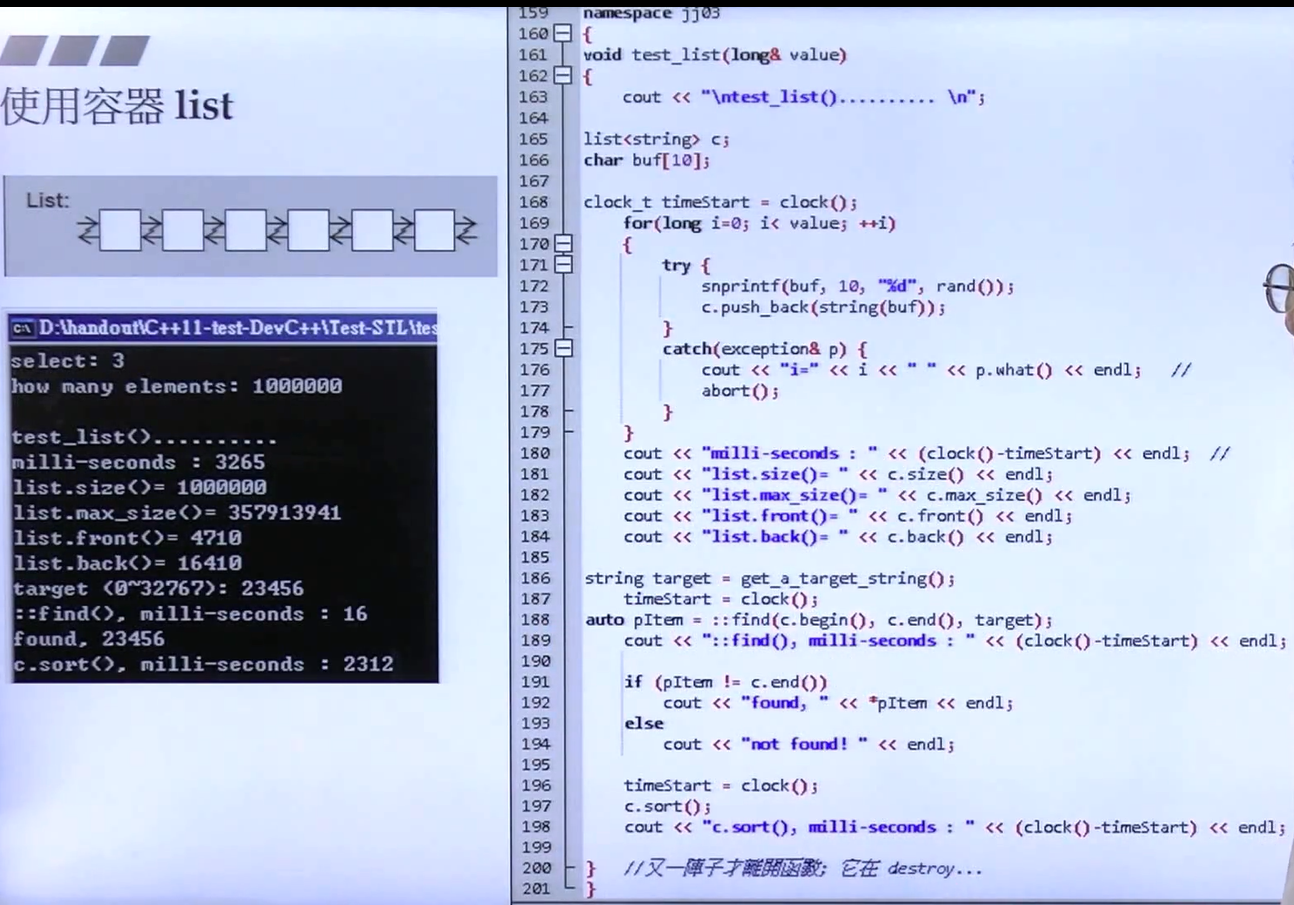 使用容器 list
List:
D:\handout\C++11-test-DevC++\Test-STL\tes
select: 3
how many elements: 1000000
test_list()..........
milli-seconds : 3265
list.size()= 1000000
list.max_size()= 357913941
list.front()= 4710
list.back()= 16410
target (0~32767): 23456
::find(), milli-seconds : 16
found, 23456
c.sort(), milli-seconds : 2312
159 namespace jj03
160 {
161 void test_list(long& value)
162 {
163 cout << "\ntest_list().......... \n";
164
165 list<string> c;
166 char buf[10];
167
168 clock_t timeStart = clock();
169 for(long i=0; i< value; ++i)
170 {
171 try {
172 snprintf(buf, 10, "%d", rand());
173 c.push_back(string(buf));
174 }
175 catch(exception& p) {
176 cout << "i=" << i << " " << p.what() << endl; //
177 abort();
178 }
179 }
180 cout << "milli-seconds : " << (clock()-timeStart) << endl; //
181 cout << "list.size()= " << c.size() << endl;
182 cout << "list.max_size()= " << c.max_size() << endl;
183 cout << "list.front()= " << c.front() << endl;
184 cout << "list.back()= " << c.back() << endl;
185
186 string target = get_a_target_string();
187 timeStart = clock();
188 auto pItem = ::find(c.begin(), c.end(), target);
189 cout << "::find(), milli-seconds : " << (clock()-timeStart) << endl;
190
191 if (pItem != c.end())
192 cout << "found, " << *pItem << endl;
193 else
194 cout << "not found! " << endl;
195
196 timeStart = clock();
197 c.sort();
198 cout << "c.sort(), milli-seconds : " << (clock()-timeStart) << endl;
199
200 } //又一陣子才離開函數; 它在 destroy...
201 }